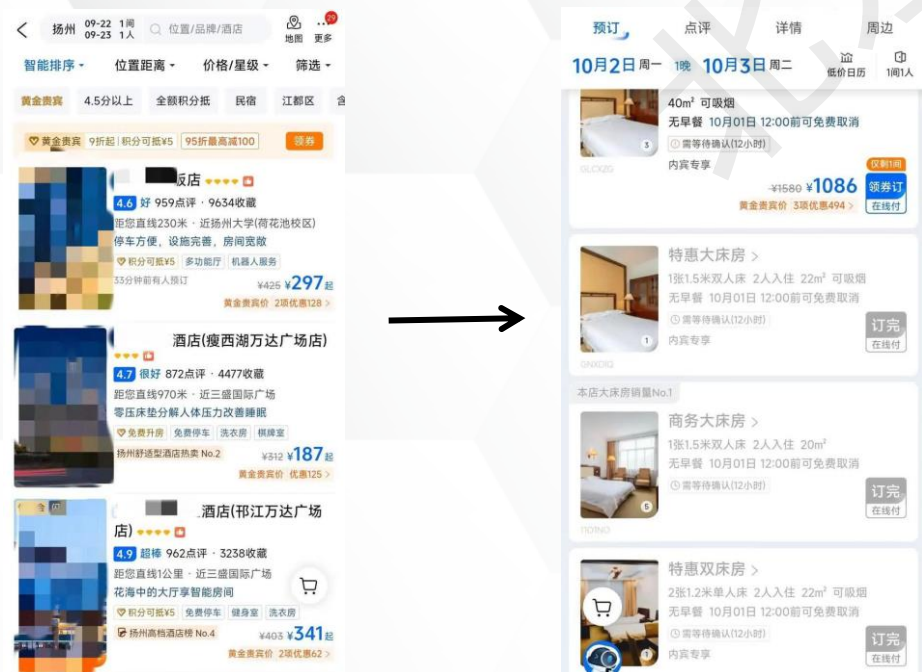 扬州 09-22 1间
09-23 1人
位置/品牌/酒店
地图
更多
29
智能排序
位置距离
价格/星级
筛选
黄金贵宾
4.5分以上
全额积分抵
民宿
江都区
黄金贵宾 9折起|积分可抵¥5 95折最高减100 领券
饭店
4.6 好 959点评 · 9634收藏
距您直线230米 · 近扬州大学(荷花池校区)
停车方便,设施完善,房间宽敞
积分可抵¥5 多功能厅 机器人服务
33分钟前有人预订
¥425 ¥297起
黄金贵宾价 2项优惠128 >
酒店(瘦西湖万达广场店)
4.7 很好 872点评 · 4477收藏
距您直线970米 · 近三盛国际广场
零压床垫分解人体压力改善睡眠
免费升房 免费停车 洗衣房 棋牌室
扬州舒适型酒店热卖 No.2
¥312 ¥187起
黄金贵宾价 优惠125 >
酒店(邗江万达广场
店)
4.9 超棒 962点评 · 3238收藏
距您直线1公里 · 近三盛国际广场
花海中的大厅享智能房间
积分可抵¥5 免费停车 健身室 洗衣房
扬州高档酒店榜 No.4
¥403 ¥341起
黄金贵宾价 2项优惠62 >
预订 点评 详情 周边
10月2日 周一 1晚 10月3日 周二
低价日历
1间1人
40m² 可吸烟
无早餐 10月01日 12:00前可免费取消
需等待确认(12小时)
内宾专享
3
仅剩1间
¥1580 ¥1086
领券订
在线付
黄金贵宾价 3项优惠494 >
特惠大床房 >
1张1.5米双人床 2人入住 22m² 可吸烟
无早餐 10月01日 12:00前可免费取消
需等待确认(12小时)
内宾专享
1
订完
在线付
本店大床房销量No.1
商务大床房 >
1张1.5米双人床 2人入住 20m²
无早餐 10月01日 12:00前可免费取消
需等待确认(12小时)
5
订完
在线付
特惠双床房 >
2张1.2米单人床 2人入住 22m² 可吸烟
无早餐 10月01日 12:00前可免费取消
需等待确认(12小时)
内宾专享
1
订完
在线付